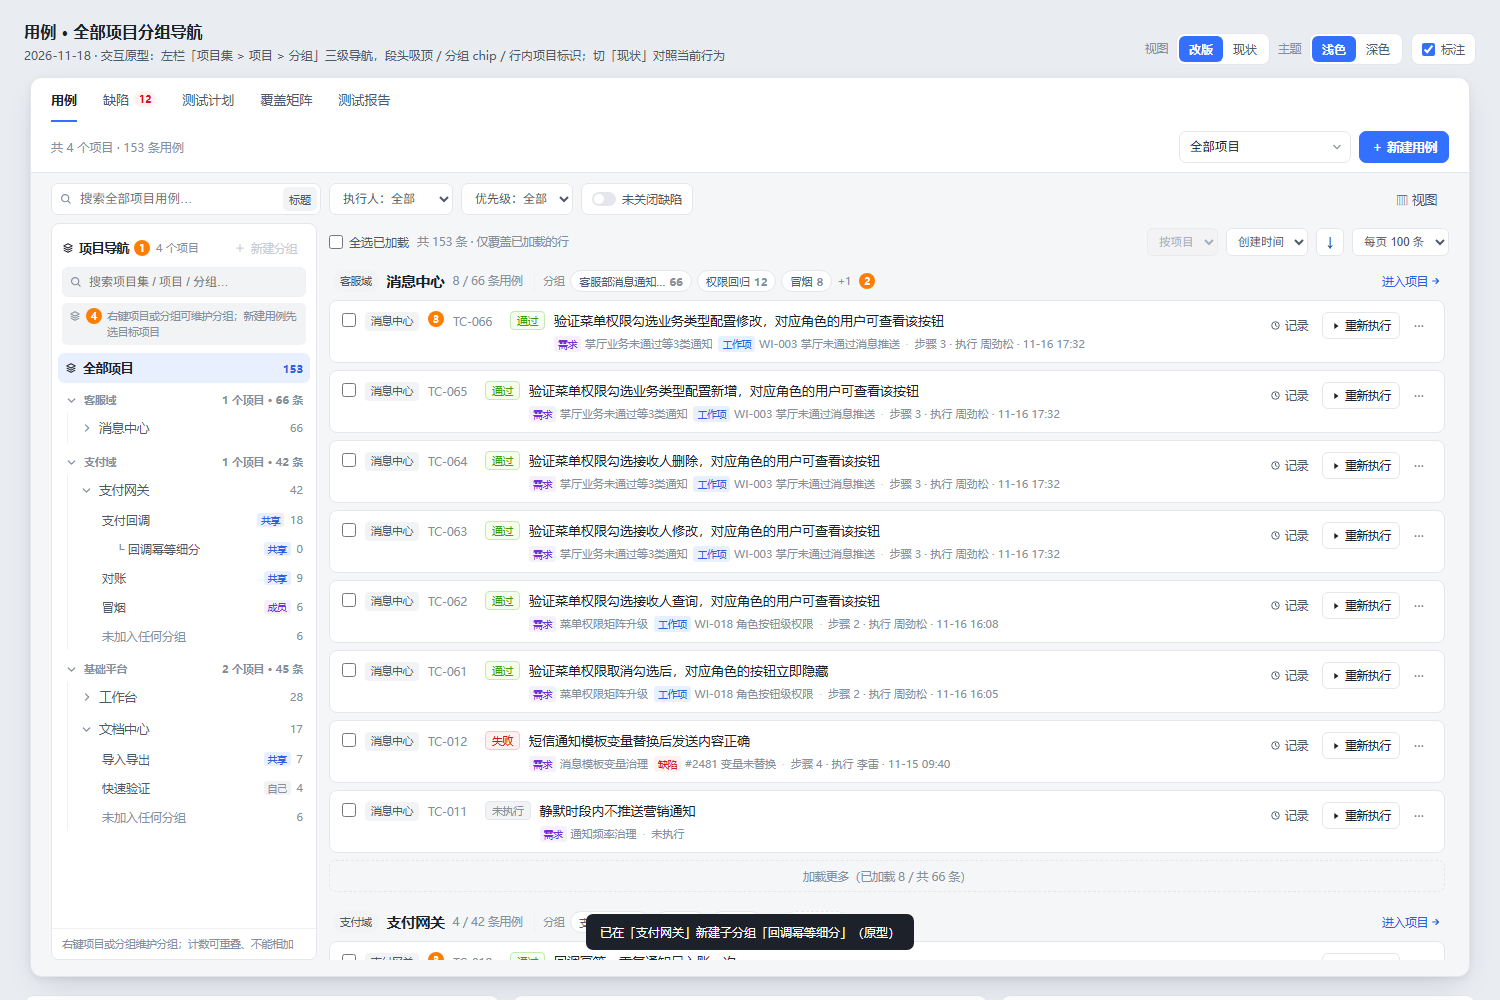 用例 • 全部项目分组导航
2026-11-18 · 交互原型：左栏「项目集 > 项目 > 分组」三级导航，段头吸顶 / 分组 chip / 行内项目标识；切「现状」对照当前行为
视图 改版 现状 主题 浅色 深色 标注
用例 缺陷 12 测试计划 覆盖矩阵 测试报告
共 4 个项目 · 153 条用例
全部项目
+ 新建用例
搜索全部项目用例… 标题
执行人：全部 优先级：全部 未关闭缺陷
视图
项目导航 1 4 个项目 + 新建分组
搜索项目集 / 项目 / 分组…
4 右键项目或分组可维护分组；新建用例先
选目标项目
全部项目 153
客服域 1 个项目 • 66 条
消息中心 66
支付域 1 个项目 • 42 条
支付网关 42
支付回调 共享 18
└ 回调幂等细分 共享 0
对账 共享 9
冒烟 成员 6
未加入任何分组 6
基础平台 2 个项目 • 45 条
工作台 28
文档中心 17
导入导出 共享 7
快速验证 自己 4
未加入任何分组 6
右键项目或分组维护分组；计数可重叠、不能相加
全选已加载 共 153 条 · 仅覆盖已加载的行
按项目 创建时间 ↓ 每页 100 条
客服域 消息中心 8 / 66 条用例 分组 客服部消息通知... 66 权限回归 12 冒烟 8 +1 2 进入项目 →
消息中心 3 TC-066 通过 验证菜单权限勾选业务类型配置修改，对应角色的用户可查看该按钮
需求 掌厅业务未通过等3类通知 工作项 WI-003 掌厅未通过消息推送 · 步骤 3 · 执行 周劲松 · 11-16 17:32
记录 重新执行 ···
消息中心 TC-065 通过 验证菜单权限勾选业务类型配置新增，对应角色的用户可查看该按钮
需求 掌厅业务未通过等3类通知 工作项 WI-003 掌厅未通过消息推送 · 步骤 3 · 执行 周劲松 · 11-16 17:32
记录 重新执行 ···
消息中心 TC-064 通过 验证菜单权限勾选接收人删除，对应角色的用户可查看该按钮
需求 掌厅业务未通过等3类通知 工作项 WI-003 掌厅未通过消息推送 · 步骤 3 · 执行 周劲松 · 11-16 17:32
记录 重新执行 ···
消息中心 TC-063 通过 验证菜单权限勾选接收人修改，对应角色的用户可查看该按钮
需求 掌厅业务未通过等3类通知 工作项 WI-003 掌厅未通过消息推送 · 步骤 3 · 执行 周劲松 · 11-16 17:32
记录 重新执行 ···
消息中心 TC-062 通过 验证菜单权限勾选接收人查询，对应角色的用户可查看该按钮
需求 菜单权限矩阵升级 工作项 WI-018 角色按钮级权限 · 步骤 2 · 执行 周劲松 · 11-16 16:08
记录 重新执行 ···
消息中心 TC-061 通过 验证菜单权限取消勾选后，对应角色的按钮立即隐藏
需求 菜单权限矩阵升级 工作项 WI-018 角色按钮级权限 · 步骤 2 · 执行 周劲松 · 11-16 16:05
记录 重新执行 ···
消息中心 TC-012 失败 短信通知模板变量替换后发送内容正确
需求 消息模板变量治理 缺陷 #2481 变量未替换 · 步骤 4 · 执行 李雷 · 11-15 09:40
记录 重新执行 ···
消息中心 TC-011 未执行 静默时段内不推送营销通知
需求 通知频率治理 · 未执行
记录 重新执行 ···
加载更多（已加载 8 / 共 66 条）
支付域 支付网关 4 / 42 条用例 分组 进入项目 →
已在「支付网关」新建子分组「回调幂等细分」（原型）